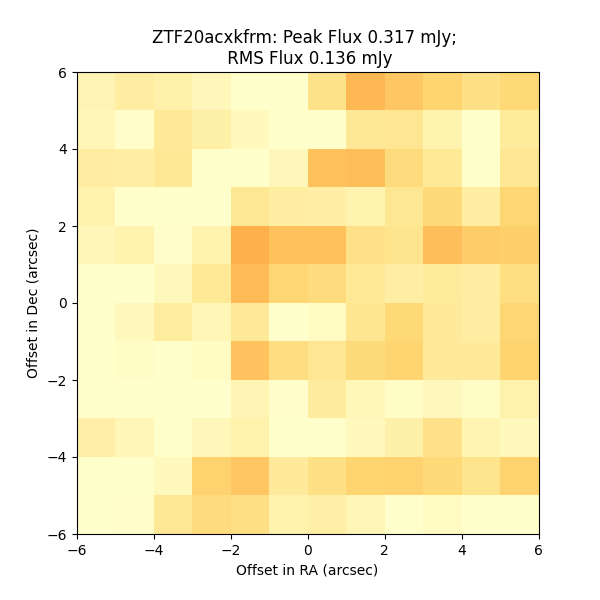 ZTF20acxkfrm: Peak Flux 0.317 mJy;
RMS Flux 0.136 mJy
6
4
2
0
−2
−4
−6
Offset in Dec (arcsec)
−6 −4 −2 0 2 4 6
Offset in RA (arcsec)